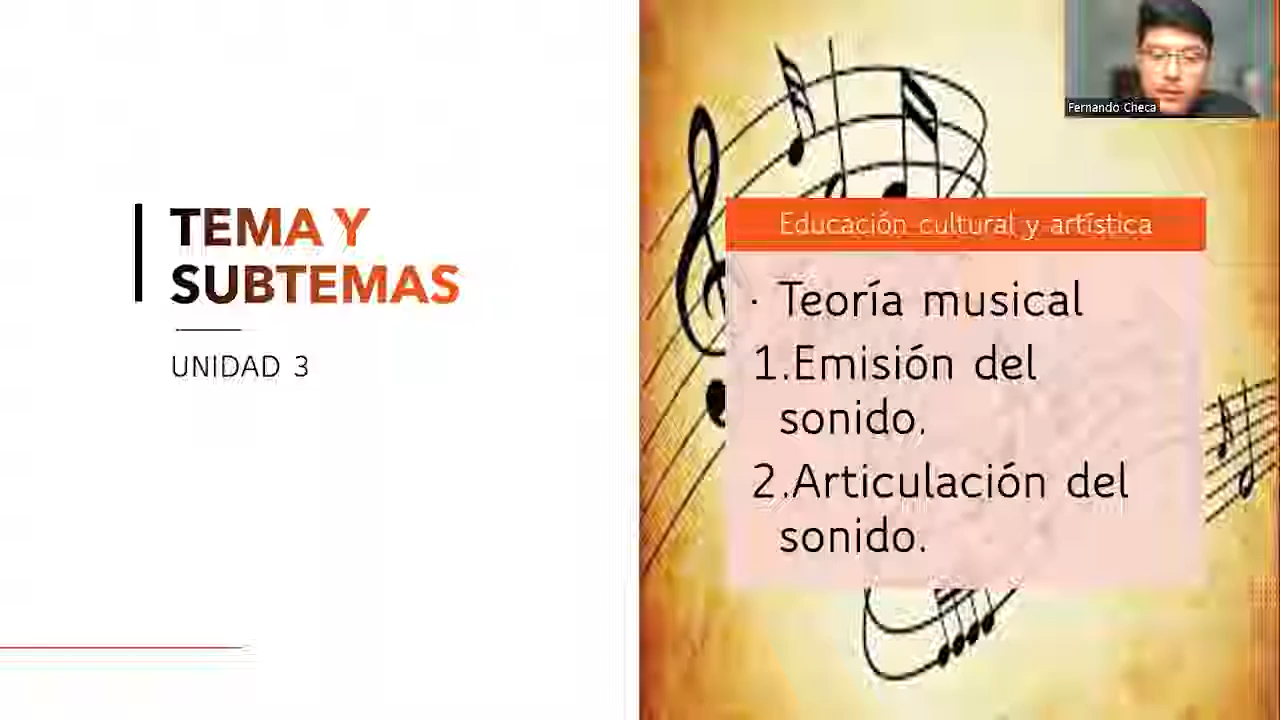 TEMA Y
SUBTEMAS
UNIDAD 3
Fernando Checa
Educación cultural y artística
· Teoría musical
1.Emisión del
sonido.
2.Articulación del
sonido.